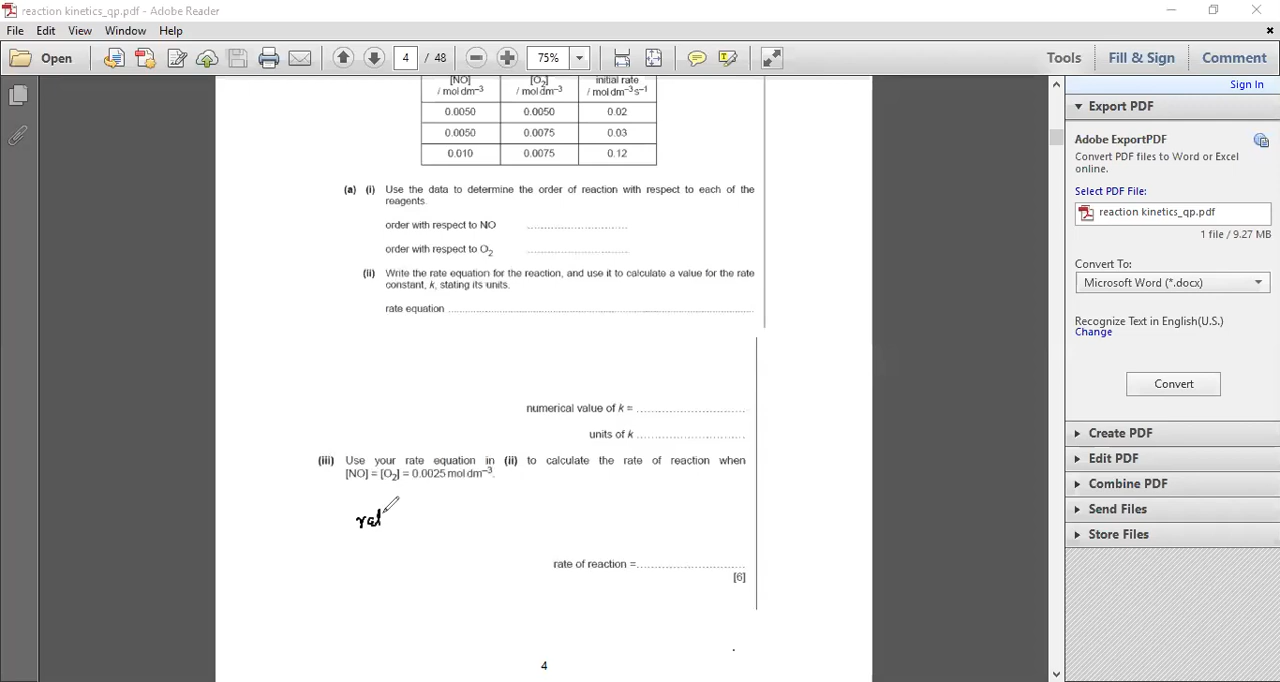 reaction kinetics_qp.pdf - Adobe Reader
File Edit View Window Help
Open 4 / 48 75% Tools Fill & Sign Comment
Sign In
[NO] / mol dm⁻³ [O₂] / mol dm⁻³ initial rate / mol dm⁻³ s⁻¹
0.0050 0.0050 0.02
0.0050 0.0075 0.03
0.010 0.0075 0.12
(a) (i) Use the data to determine the order of reaction with respect to each of the
reagents.
order with respect to NO ..............................
order with respect to O₂ ..............................
(ii) Write the rate equation for the reaction, and use it to calculate a value for the rate
constant, k, stating its units.
rate equation ..............................
numerical value of k = ..............................
units of k ..............................
(iii) Use your rate equation in (ii) to calculate the rate of reaction when
[NO] = [O₂] = 0.0025 mol dm⁻³.
rat
rate of reaction = ..............................
[6]
4
Export PDF
Adobe ExportPDF
Convert PDF files to Word or Excel
online.
Select PDF File:
reaction kinetics_qp.pdf
1 file / 9.27 MB
Convert To:
Microsoft Word (*.docx)
Recognize Text in English(U.S.)
Change
Convert
Create PDF
Edit PDF
Combine PDF
Send Files
Store Files